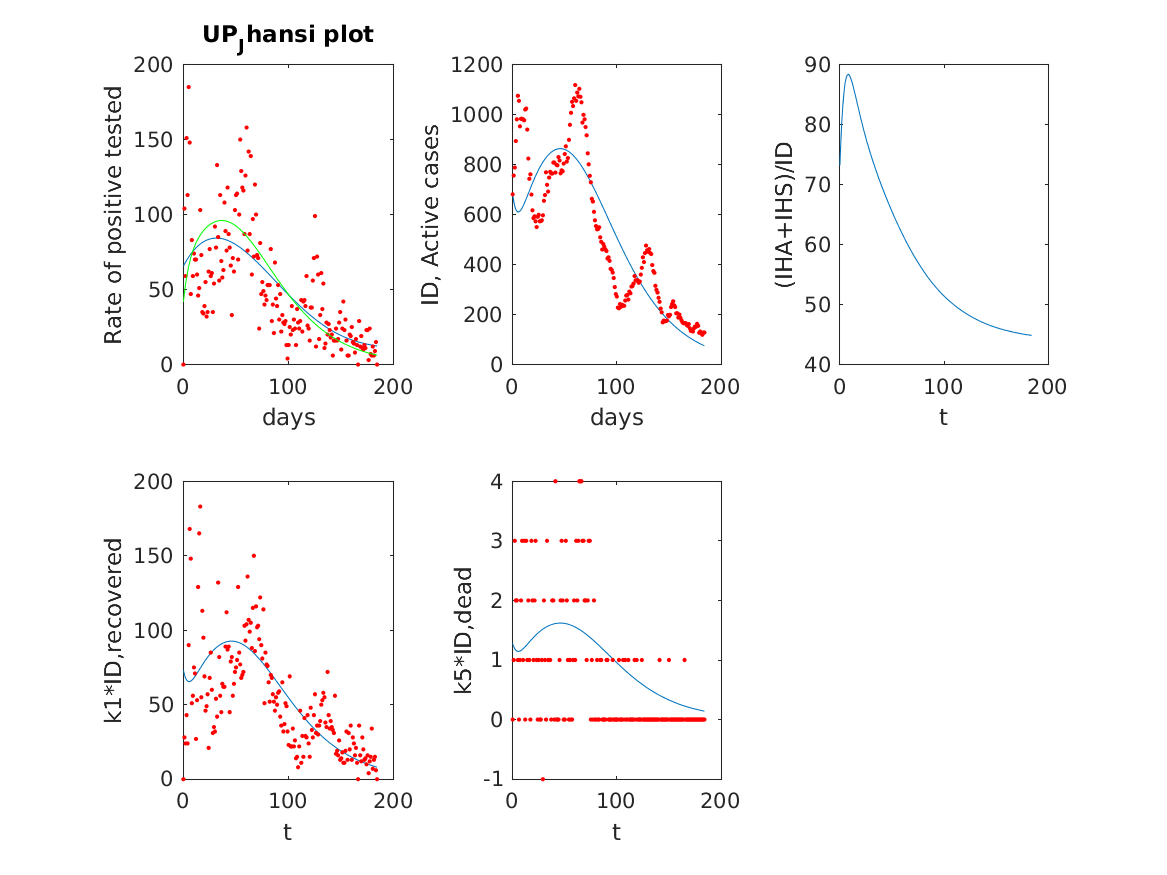 UP_Jhansi plot
Rate of positive tested
200
150
100
50
0
0 100 200
days
ID, Active cases
1200
1000
800
600
400
200
0
0 100 200
days
(IHA+IHS)/ID
90
80
70
60
50
40
0 100 200
t
k1*ID,recovered
200
150
100
50
0
0 100 200
t
k5*ID,dead
4
3
2
1
0
-1
0 100 200
t